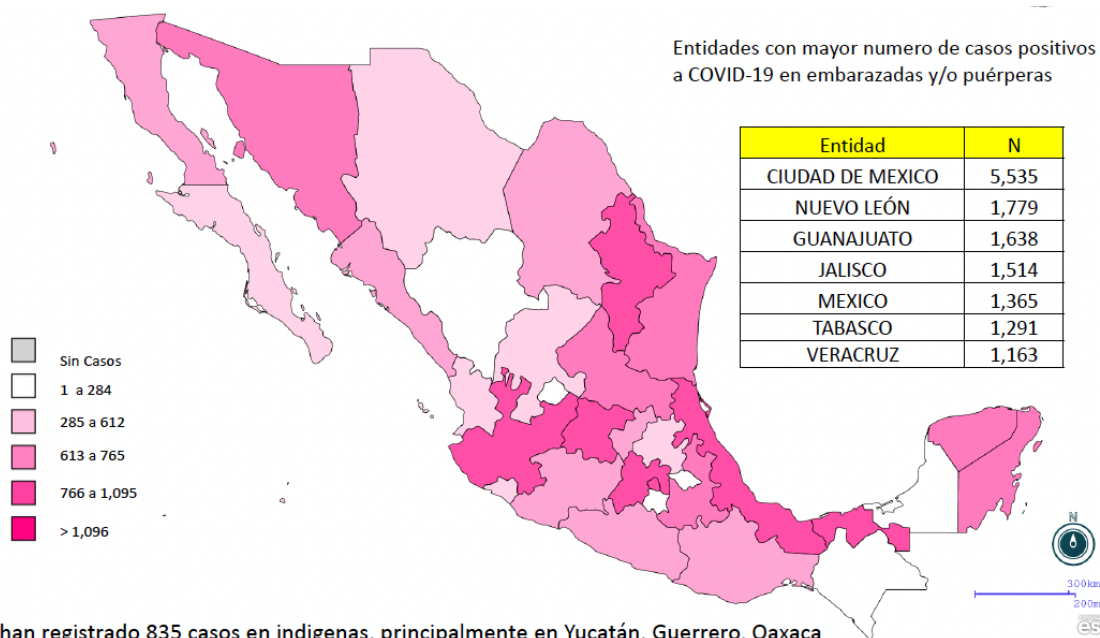 Entidades con mayor numero de casos positivos
a COVID-19 en embarazadas y/o puérperas
Entidad N
CIUDAD DE MEXICO 5,535
NUEVO LEÓN 1,779
GUANAJUATO 1,638
JALISCO 1,514
MEXICO 1,365
TABASCO 1,291
VERACRUZ 1,163
Sin Casos
1 a 284
285 a 612
613 a 765
766 a 1,095
> 1,096
N
300km
200m
es
han registrado 835 casos en indigenas, principalmente en Yucatán, Guerrero, Oaxaca